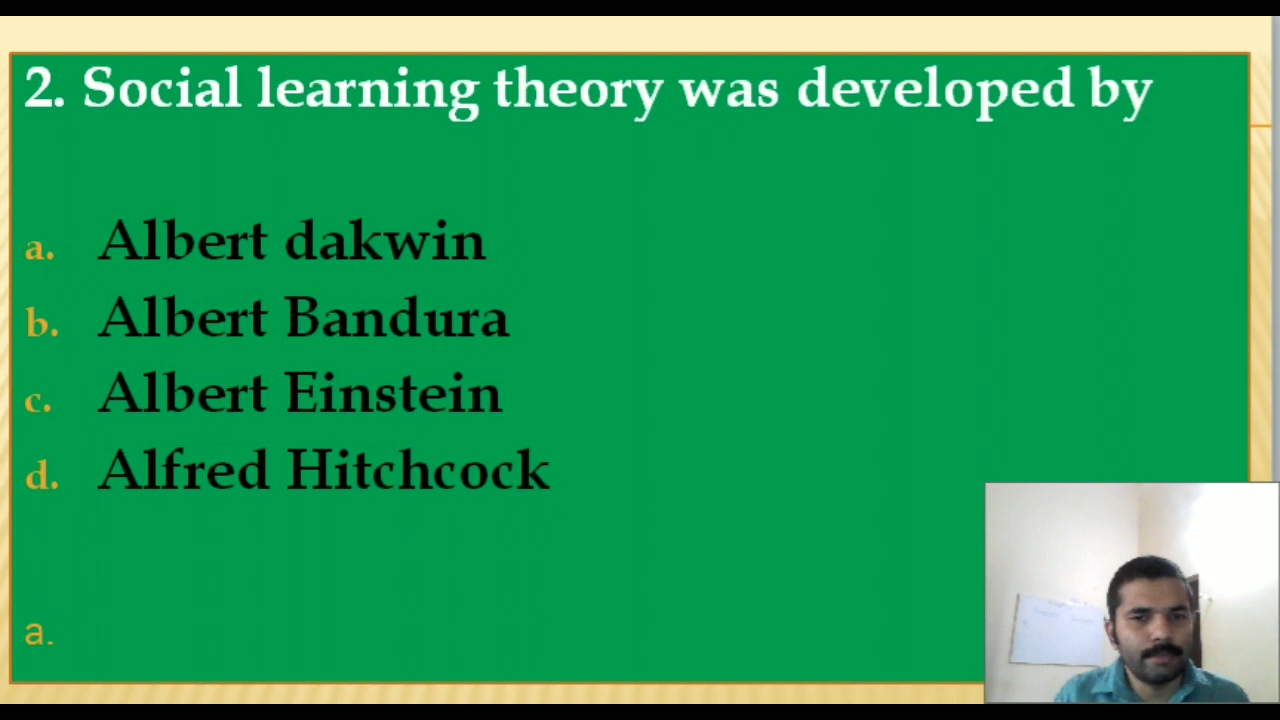 2. Social learning theory was developed by
a. Albert dakwin
b. Albert Bandura
c. Albert Einstein
d. Alfred Hitchcock
a.